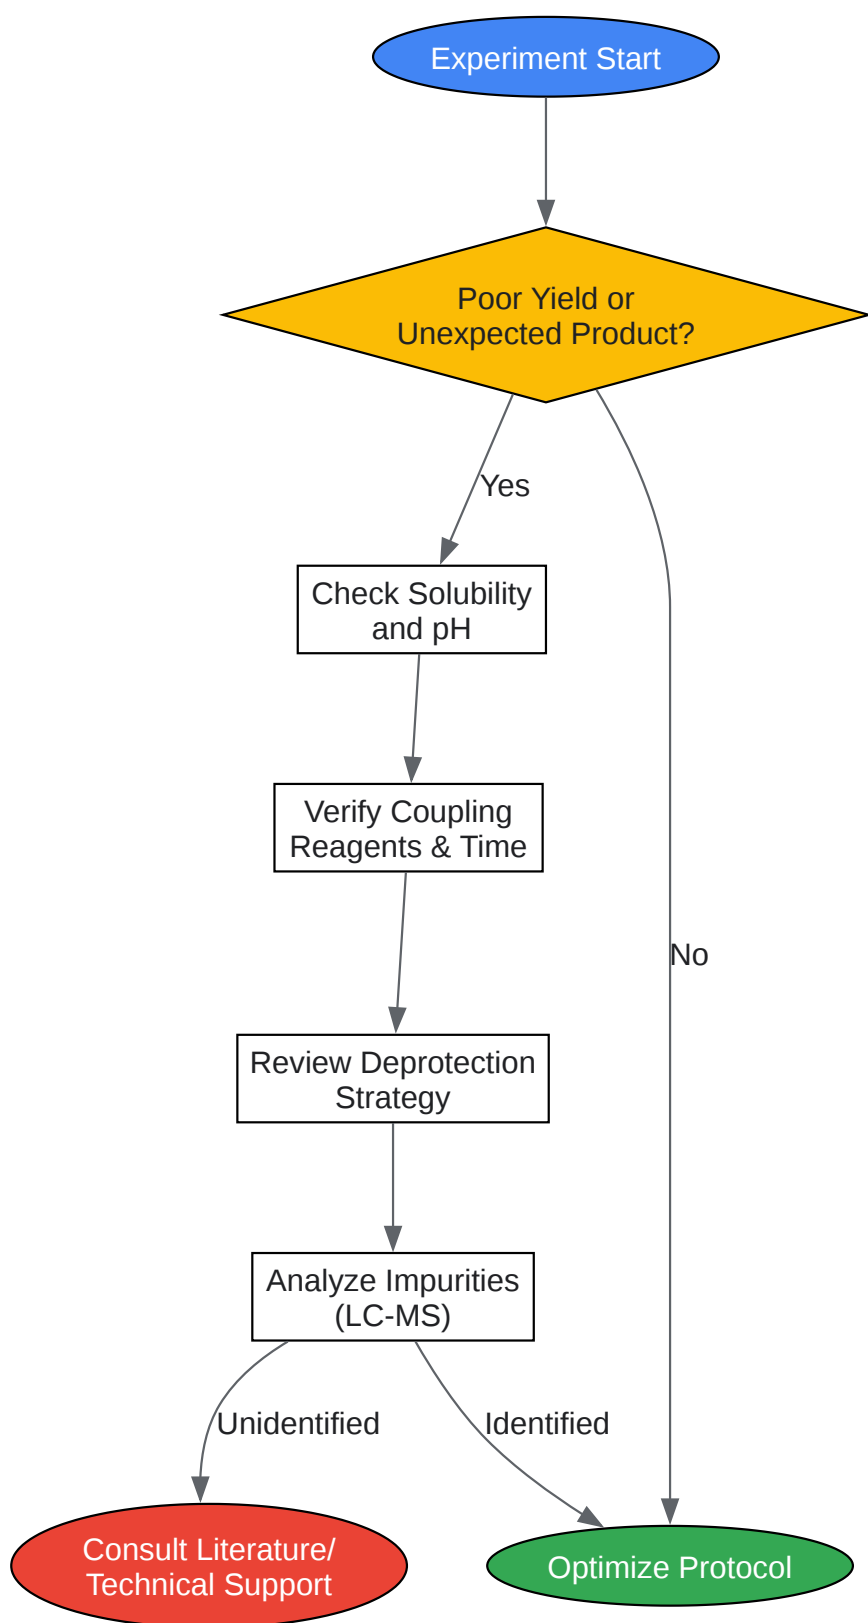 Experiment Start
Poor Yield or
Unexpected Product?
Yes
Check Solubility
and pH
Verify Coupling
Reagents & Time
No
Review Deprotection
Strategy
Analyze Impurities
(LC-MS)
Unidentified
Identified
Consult Literature/
Technical Support
Optimize Protocol